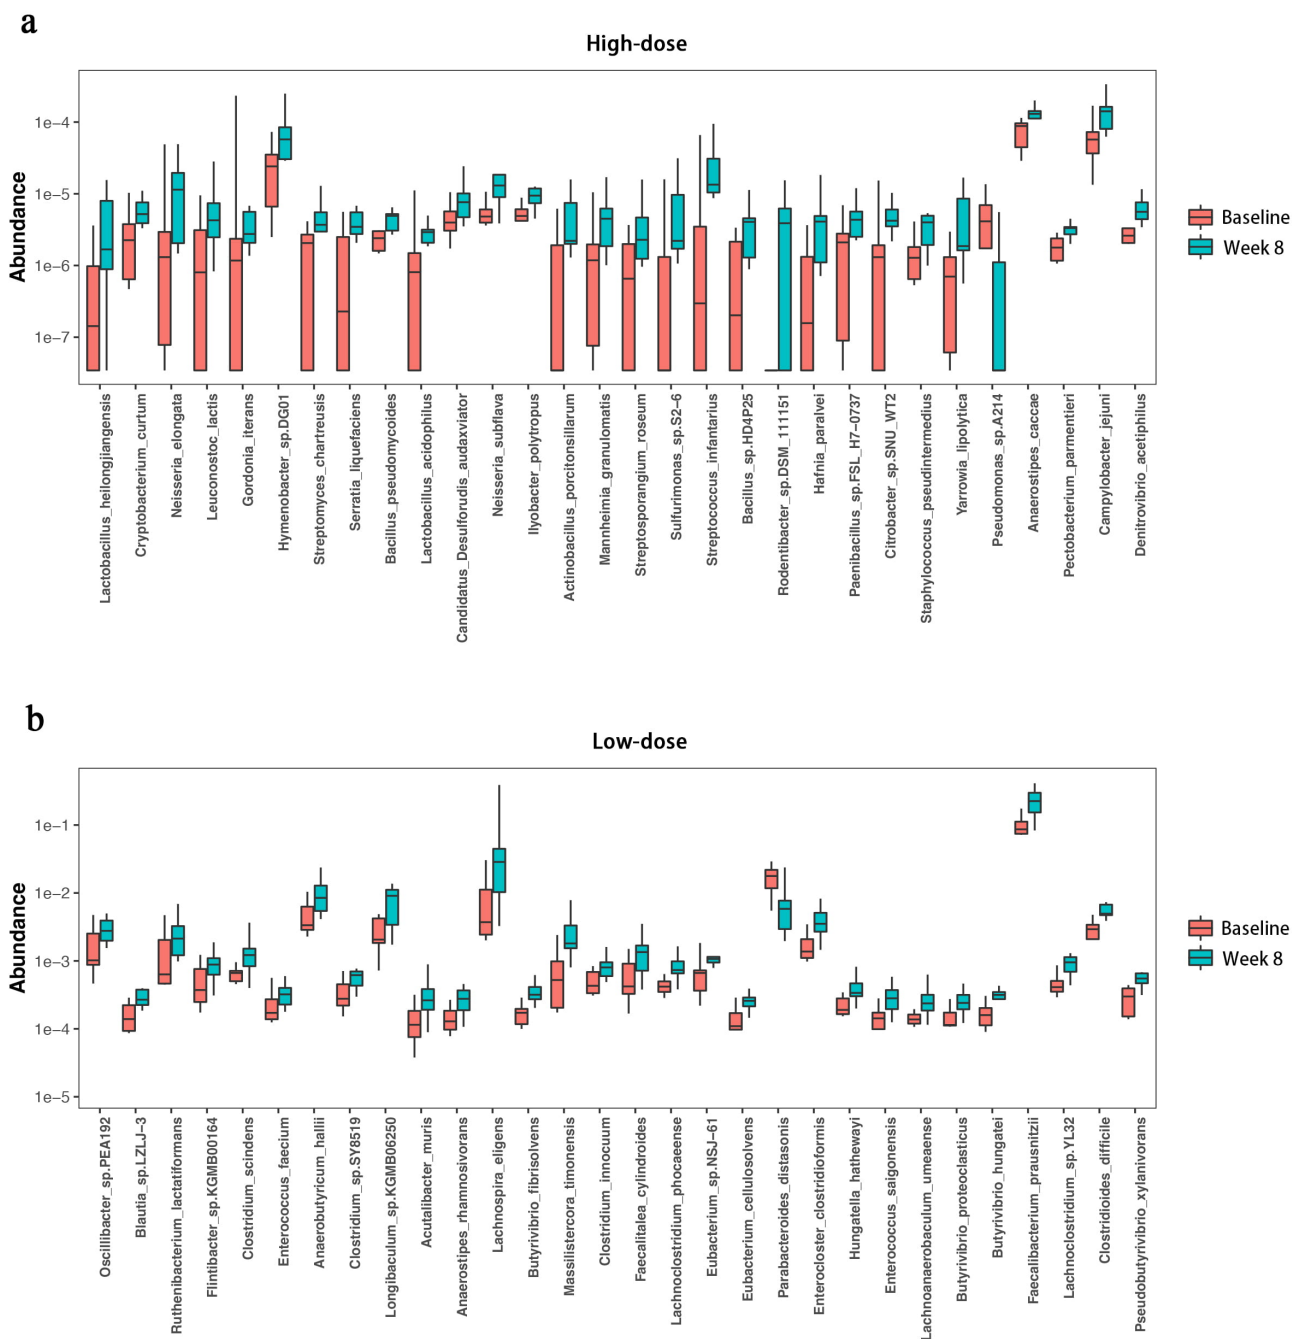 a
High-dose
Abundance
1e−4
1e−5
1e−6
1e−7
Baseline
Week 8
Lactobacillus_heilongjiangensis
Cryptobacterium_curtum
Neisseria_elongata
Leuconostoc_lactis
Gordonia_iterans
Hymenobacter_sp.DG01
Streptomyces_chartreusis
Serratia_liquefaciens
Bacillus_pseudomycoides
Lactobacillus_acidophilus
Candidatus_Desulforudis_audaxviator
Neisseria_subflava
Ilyobacter_polytropus
Actinobacillus_porcitonsillarum
Mannheimia_granulomatis
Streptosporangium_roseum
Sulfurimonas_sp.S2−6
Streptococcus_infantarius
Bacillus_sp.HD4P25
Rodentibacter_sp.DSM_111151
Hafnia_paralvei
Paenibacillus_sp.FSL_H7−0737
Citrobacter_sp.SNU_WT2
Staphylococcus_pseudintermedius
Yarrowia_lipolytica
Pseudomonas_sp.A214
Anaerostipes_caccae
Pectobacterium_parmentieri
Campylobacter_jejuni
Denitrovibrio_acetiphilus
b
Low-dose
Abundance
1e−1
1e−2
1e−3
1e−4
1e−5
Baseline
Week 8
Oscillibacter_sp.PEA192
Blautia_sp.LZLJ−3
Ruthenibacterium_lactatiformans
Flintibacter_sp.KGMB00164
Clostridium_scindens
Enterococcus_faecium
Anaerobutyricum_hallii
Clostridium_sp.SY8519
Longibaculum_sp.KGMB06250
Acutalibacter_muris
Anaerostipes_rhamnosivorans
Lachnospira_eligens
Butyrivibrio_fibrisolvens
Massilistercora_timonensis
Clostridium_innocuum
Faecalitalea_cylindroides
Lachnoclostridium_phocaeense
Eubacterium_sp.NSJ−61
Eubacterium_cellulosolvens
Parabacteroides_distasonis
Enterocloster_clostridioformis
Hungatella_hathewayi
Enterococcus_saigonensis
Lachnoanaerobaculum_umeaense
Butyrivibrio_proteoclasticus
Butyrivibrio_hungatei
Faecalibacterium_prausnitzii
Lachnoclostridium_sp.YL32
Clostridioides_difficile
Pseudobutyrivibrio_xylanivorans